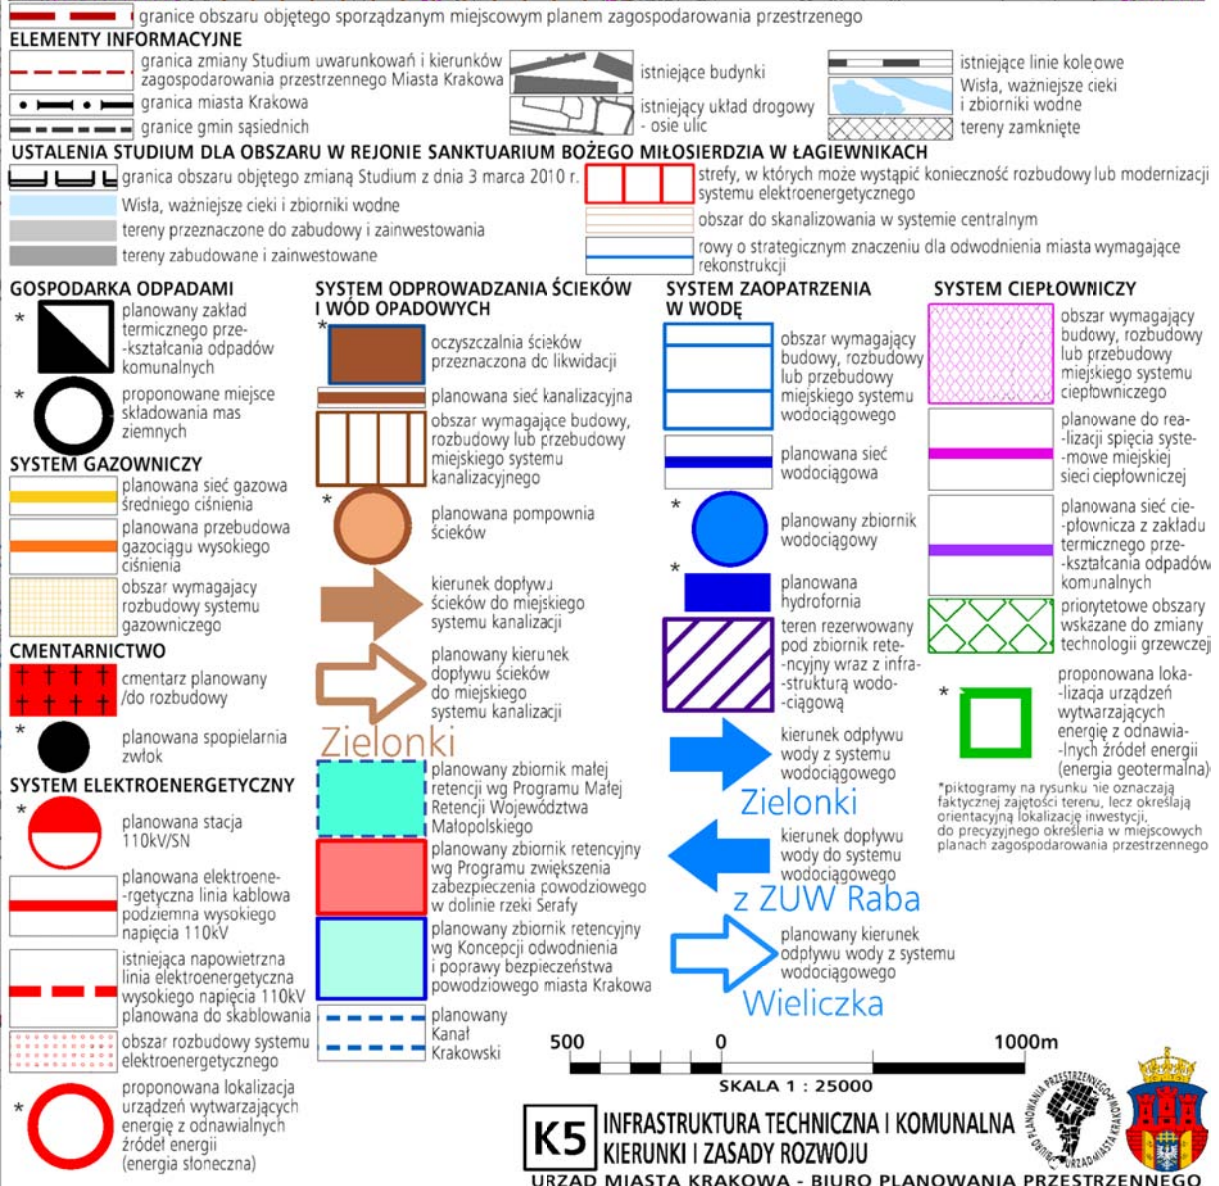 granice obszaru objętego sporządzanym miejscowym planem zagospodarowania przestrzenego
ELEMENTY INFORMACYJNE
granica zmiany Studium uwarunkowań i kierunków
zagospodarowania przestrzennego Miasta Krakowa
granica miasta Krakowa
granice gmin sąsiednich
istniejące budynki
istniejący układ drogowy
- osie ulic
istniejące linie kolejowe
Wisła, ważniejsze cieki
i zbiorniki wodne
tereny zamknięte
USTALENIA STUDIUM DLA OBSZARU W REJONIE SANKTUARIUM BOŻEGO MIŁOSIERDZIA W ŁAGIEWNIKACH
granica obszaru objętego zmianą Studium z dnia 3 marca 2010 r.
Wisła, ważniejsze cieki i zbiorniki wodne
tereny przeznaczone do zabudowy i zainwestowania
tereny zabudowane i zainwestowane
strefy, w których może wystąpić konieczność rozbudowy lub modernizacji
systemu elektroenergetycznego
obszar do skanalizowania w systemie centralnym
rowy o strategicznym znaczeniu dla odwodnienia miasta wymagające
rekonstrukcji
GOSPODARKA ODPADAMI
*
planowany zakład
termicznego prze-
-kształcania odpadów
komunalnych
*
proponowane miejsce
składowania mas
ziemnych
SYSTEM GAZOWNICZY
planowana sieć gazowa
średniego ciśnienia
planowana przebudowa
gazociągu wysokiego
ciśnienia
obszar wymagajacy
rozbudowy systemu
gazowniczego
CMENTARNICTWO
cmentarz planowany
/do rozbudowy
*
planowana spopielarnia
zwłok
SYSTEM ELEKTROENERGETYCZNY
*
planowana stacja
110kV/SN
planowana elektroene-
-rgetyczna linia kablowa
podziemna wysokiego
napięcia 110kV
istniejąca napowietrzna
linia elektroenergetyczna
wysokiego napięcia 110kV
planowana do skablowania
obszar rozbudowy systemu
elektroenergetycznego
*
proponowana lokalizacja
urządzeń wytwarzających
energię z odnawialnych
źródeł energii
(energia słoneczna)
SYSTEM ODPROWADZANIA ŚCIEKÓW
I WÓD OPADOWYCH
*
oczyszczalnia ścieków
przeznaczona do likwidacji
planowana sieć kanalizacyjna
obszar wymagające budowy,
rozbudowy lub przebudowy
miejskiego systemu
kanalizacyjnego
*
planowana pompownia
ścieków
kierunek dopływu
ścieków do miejskiego
systemu kanalizacji
planowany kierunek
dopływu ścieków
do miejskiego
systemu kanalizacji
Zielonki
planowany zbiornik małej
retencji wg Programu Małej
Retencji Województwa
Małopolskiego
planowany zbiornik retencyjny
wg Programu zwiększenia
zabezpieczenia powodziowego
w dolinie rzeki Serafy
planowany zbiornik retencyjny
wg Koncepcji odwodnienia
i poprawy bezpieczeństwa
powodziowego miasta Krakowa
planowany
Kanał
Krakowski
SYSTEM ZAOPATRZENIA
W WODĘ
obszar wymagający
budowy, rozbudowy
lub przebudowy
miejskiego systemu
wodociągowego
planowana sieć
wodociągowa
*
planowany zbiornik
wodociągowy
*
planowana
hydrofornia
teren rezerwowany
pod zbiornik rete-
-ncyjny wraz z infra-
-strukturą wodo-
-ciągową
kierunek odpływu
wody z systemu
wodociągowego
Zielonki
kierunek dopływu
wody do systemu
wodociągowego
z ZUW Raba
planowany kierunek
odpływu wody z systemu
wodociągowego
Wieliczka
SYSTEM CIEPŁOWNICZY
obszar wymagający
budowy, rozbudowy
lub przebudowy
miejskiego systemu
ciepłowniczego
planowane do rea-
-lizacji spięcia syste-
-mowe miejskiej
sieci ciepłowniczej
planowana sieć cie-
-płownicza z zakładu
termicznego prze-
-kształcania odpadów
komunalnych
priorytetowe obszary
wskazane do zmiany
technologii grzewczej
*
proponowana loka-
-lizacja urządzeń
wytwarzających
energię z odnawia-
-lnych źródeł energii
(energia geotermalna)
*piktogramy na rysunku nie oznaczają
faktycznej zajętości terenu, lecz określają
orientacyjną lokalizację inwestycji,
do precyzyjnego określenia w miejscowych
planach zagospodarowania przestrzennego
500 0 1000m
SKALA 1 : 25000
K5
INFRASTRUKTURA TECHNICZNA I KOMUNALNA
KIERUNKI I ZASADY ROZWOJU
BIURO PLANOWANIA PRZESTRZENNEGO
URZĄD MIASTA KRAKOWA
URZĄD MIASTA KRAKOWA - BIURO PLANOWANIA PRZESTRZENNEGO